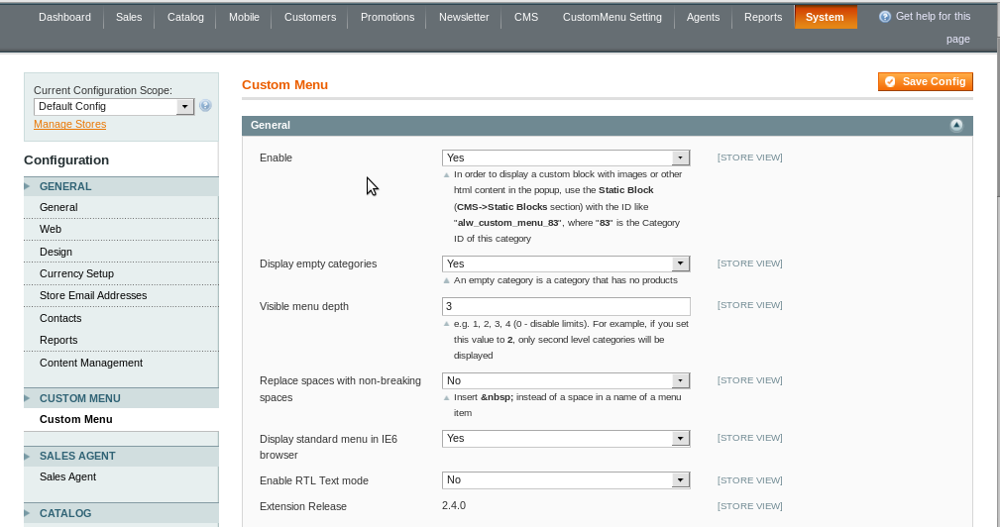 Dashboard Sales Catalog Mobile Customers Promotions Newsletter CMS CustomMenu Setting Agents Reports System Get help for this
page
Current Configuration Scope:
Default Config
Manage Stores
Configuration
GENERAL
General
Web
Design
Currency Setup
Store Email Addresses
Contacts
Reports
Content Management
CUSTOM MENU
Custom Menu
SALES AGENT
Sales Agent
CATALOG
Custom Menu
Save Config
General
Enable Yes [STORE VIEW]
In order to display a custom block with images or other
html content in the popup, use the Static Block
(CMS->Static Blocks section) with the ID like
"alw_custom_menu_83", where "83" is the Category
ID of this category
Display empty categories Yes [STORE VIEW]
An empty category is a category that has no products
Visible menu depth 3 [STORE VIEW]
e.g. 1, 2, 3, 4 (0 - disable limits). For example, if you set
this value to 2, only second level categories will be
displayed
Replace spaces with non-breaking No [STORE VIEW]
spaces
Insert &nbsp; instead of a space in a name of a menu
item
Display standard menu in IE6 Yes [STORE VIEW]
browser
Enable RTL Text mode No [STORE VIEW]
Extension Release 2.4.0 [STORE VIEW]